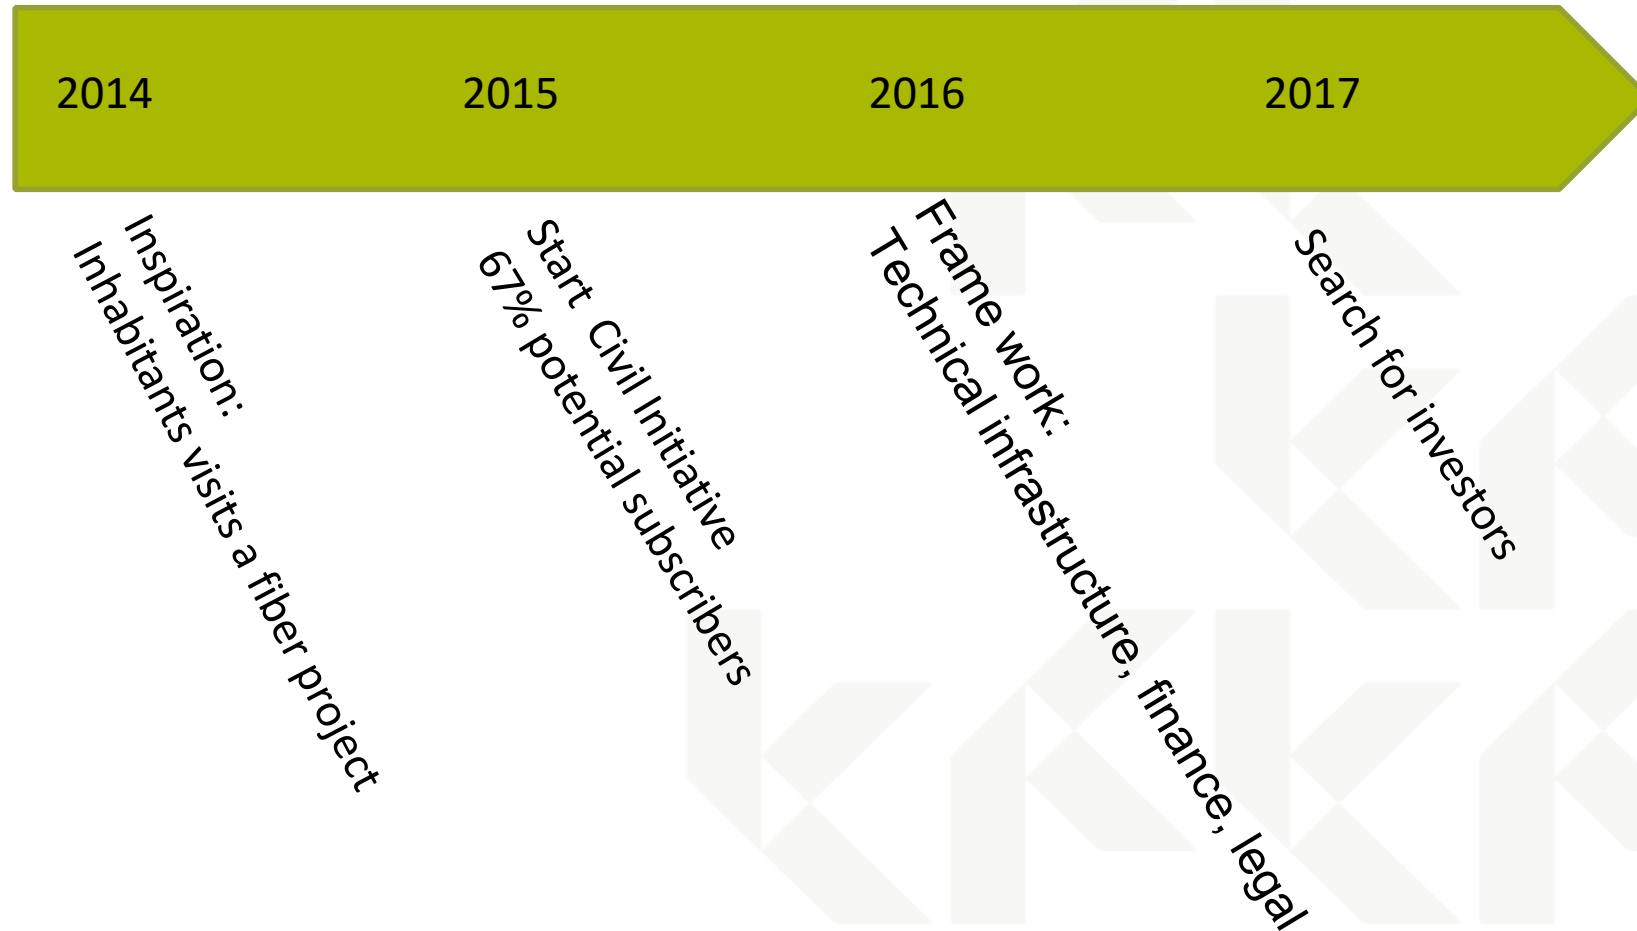 2014
2015
2016
2017
Inspiration:
Inhabitants visits a fiber project
Start  Civil Initiative
67% potential subscribers
Frame work:
Technical infrastructure, finance, legal
Search for investors